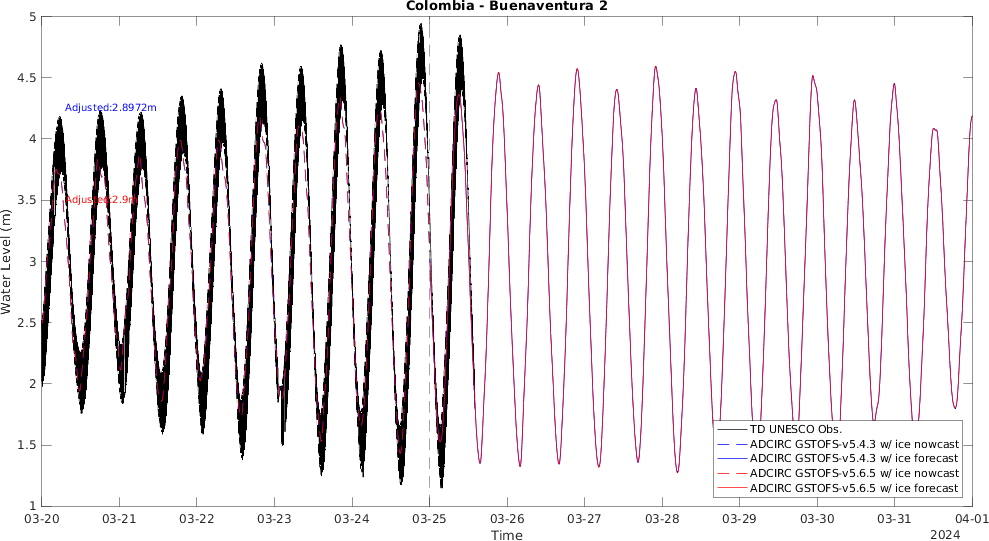 Colombia - Buenaventura 2
5
4.5
4
3.5
3
2.5
2
1.5
1
Water Level (m)
Adjusted:2.8972m
Adjusted:2.9m
TD UNESCO Obs.
ADCIRC GSTOFS-v5.4.3 w/ ice nowcast
ADCIRC GSTOFS-v5.4.3 w/ ice forecast
ADCIRC GSTOFS-v5.6.5 w/ ice nowcast
ADCIRC GSTOFS-v5.6.5 w/ ice forecast
03-20 03-21 03-22 03-23 03-24 03-25 03-26 03-27 03-28 03-29 03-30 03-31 04-01
Time
2024